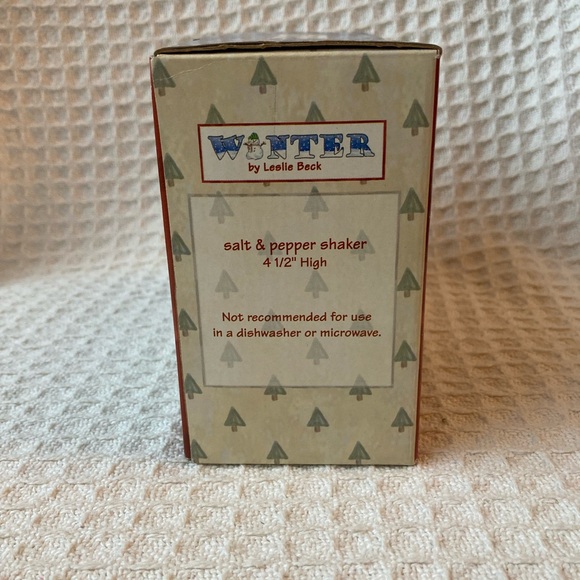 WINTER
by Leslie Beck
salt & pepper shaker
4 1/2" High
Not recommended for use
in a dishwasher or microwave.